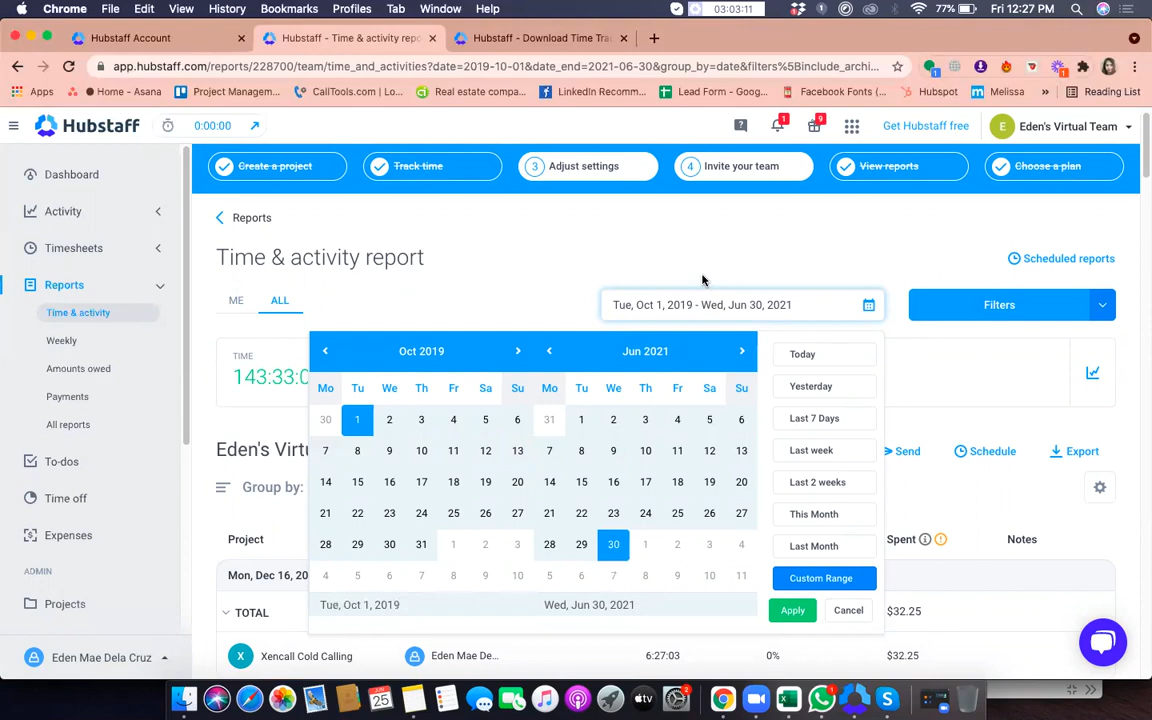 Chrome File Edit View History Bookmarks Profiles Tab Window Help 03:03:11 77% Fri 12:27 PM
Hubstaff Account × Hubstaff - Time & activity repo × Hubstaff - Download Time Tra × +
app.hubstaff.com/reports/228700/team/time_and_activities?date=2019-10-01&date_end=2021-06-30&group_by=date&filters%5Binclude_archi...
Apps Home - Asana Project Managem... CallTools.com | Lo... Real estate compa... LinkedIn Recomm... Lead Form - Goog... Facebook Fonts (... Hubspot Melissa » Reading List
Hubstaff 0:00:00 1 9 Get Hubstaff free E Eden's Virtual Team
Create a project Track time 3 Adjust settings 4 Invite your team View reports Choose a plan
Dashboard
Activity
Timesheets
Reports
Time & activity
Weekly
Amounts owed
Payments
All reports
To-dos
Time off
Expenses
ADMIN
Projects
Eden Mae Dela Cruz
Reports
Time & activity report
Scheduled reports
ME ALL
Tue, Oct 1, 2019 - Wed, Jun 30, 2021
Filters
TIME
143:33:0
Oct 2019 Jun 2021
Mo Tu We Th Fr Sa Su Mo Tu We Th Fr Sa Su
30 1 2 3 4 5 6 31 1 2 3 4 5 6
7 8 9 10 11 12 13 7 8 9 10 11 12 13
14 15 16 17 18 19 20 14 15 16 17 18 19 20
21 22 23 24 25 26 27 21 22 23 24 25 26 27
28 29 30 31 1 2 3 28 29 30 1 2 3 4
4 5 6 7 8 9 10 5 6 7 8 9 10 11
Tue, Oct 1, 2019 Wed, Jun 30, 2021
Today
Yesterday
Last 7 Days
Last week
Last 2 weeks
This Month
Last Month
Custom Range
Apply Cancel
Eden's Virtu
Send Schedule Export
Group by:
Project Spent Notes
Mon, Dec 16, 20
TOTAL $32.25
X Xencall Cold Calling Eden Mae De... 6:27:03 0% $32.25
JUN 25 tv 2 1